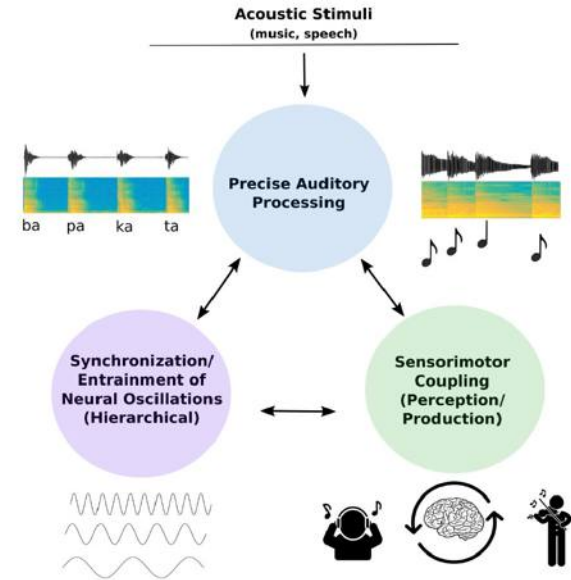 Acoustic Stimuli
(music, speech)
Precise Auditory
Processing
ba pa ka ta
Synchronization/
Entrainment of
Neural Oscillations
(Hierarchical)
Sensorimotor
Coupling
(Perception/
Production)